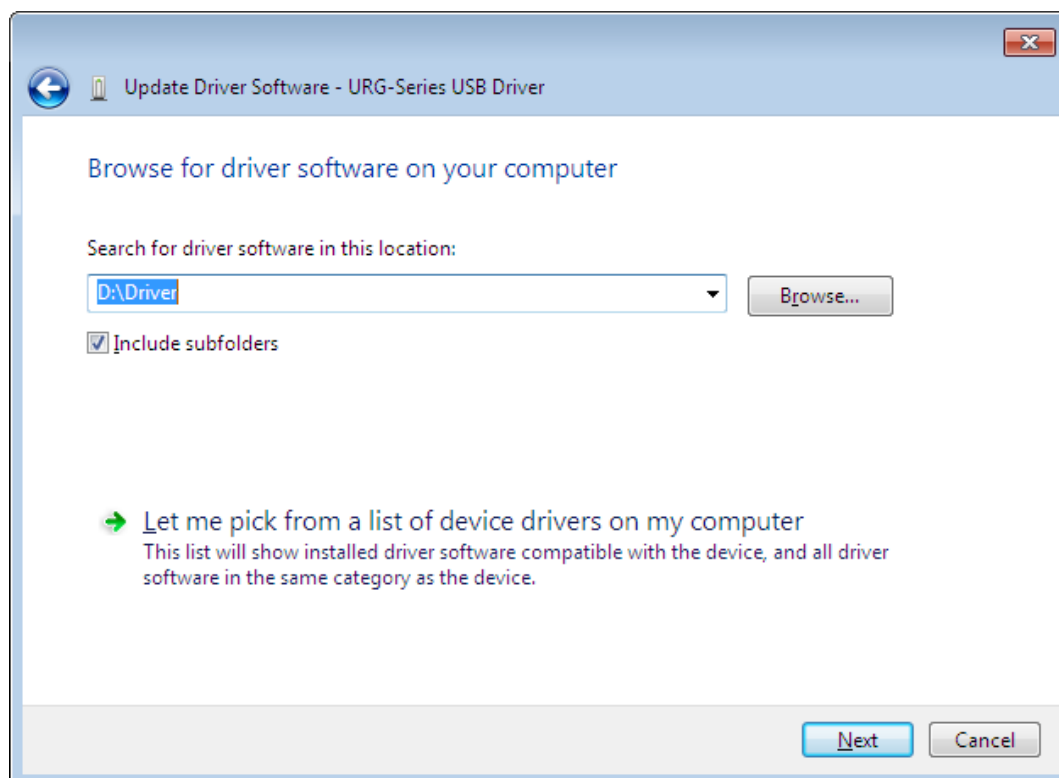 Update Driver Software - URG-Series USB Driver
Browse for driver software on your computer
Search for driver software in this location:
D:\Driver
Browse...
Include subfolders
Let me pick from a list of device drivers on my computer
This list will show installed driver software compatible with the device, and all driver
software in the same category as the device.
Next
Cancel